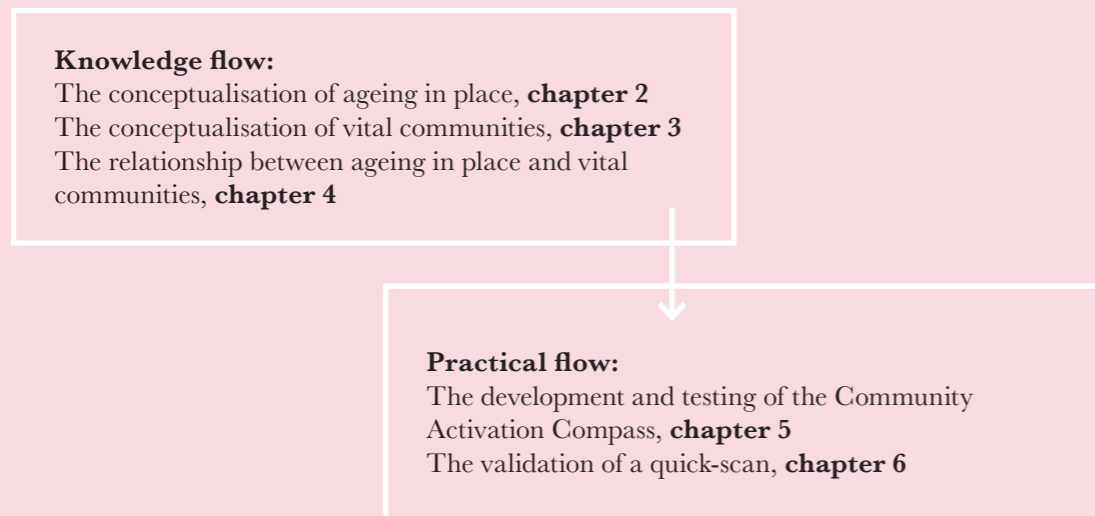 Knowledge flow:
The conceptualisation of ageing in place, chapter 2
The conceptualisation of vital communities, chapter 3
The relationship between ageing in place and vital
communities, chapter 4
Practical flow:
The development and testing of the Community
Activation Compass, chapter 5
The validation of a quick-scan, chapter 6